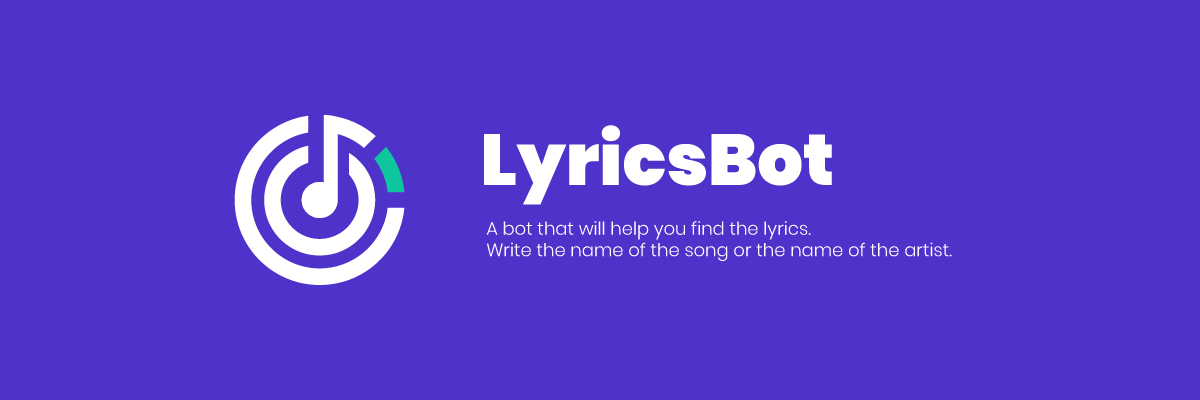 LyricsBot
A bot that will help you find the lyrics.
Write the name of the song or the name of the artist.